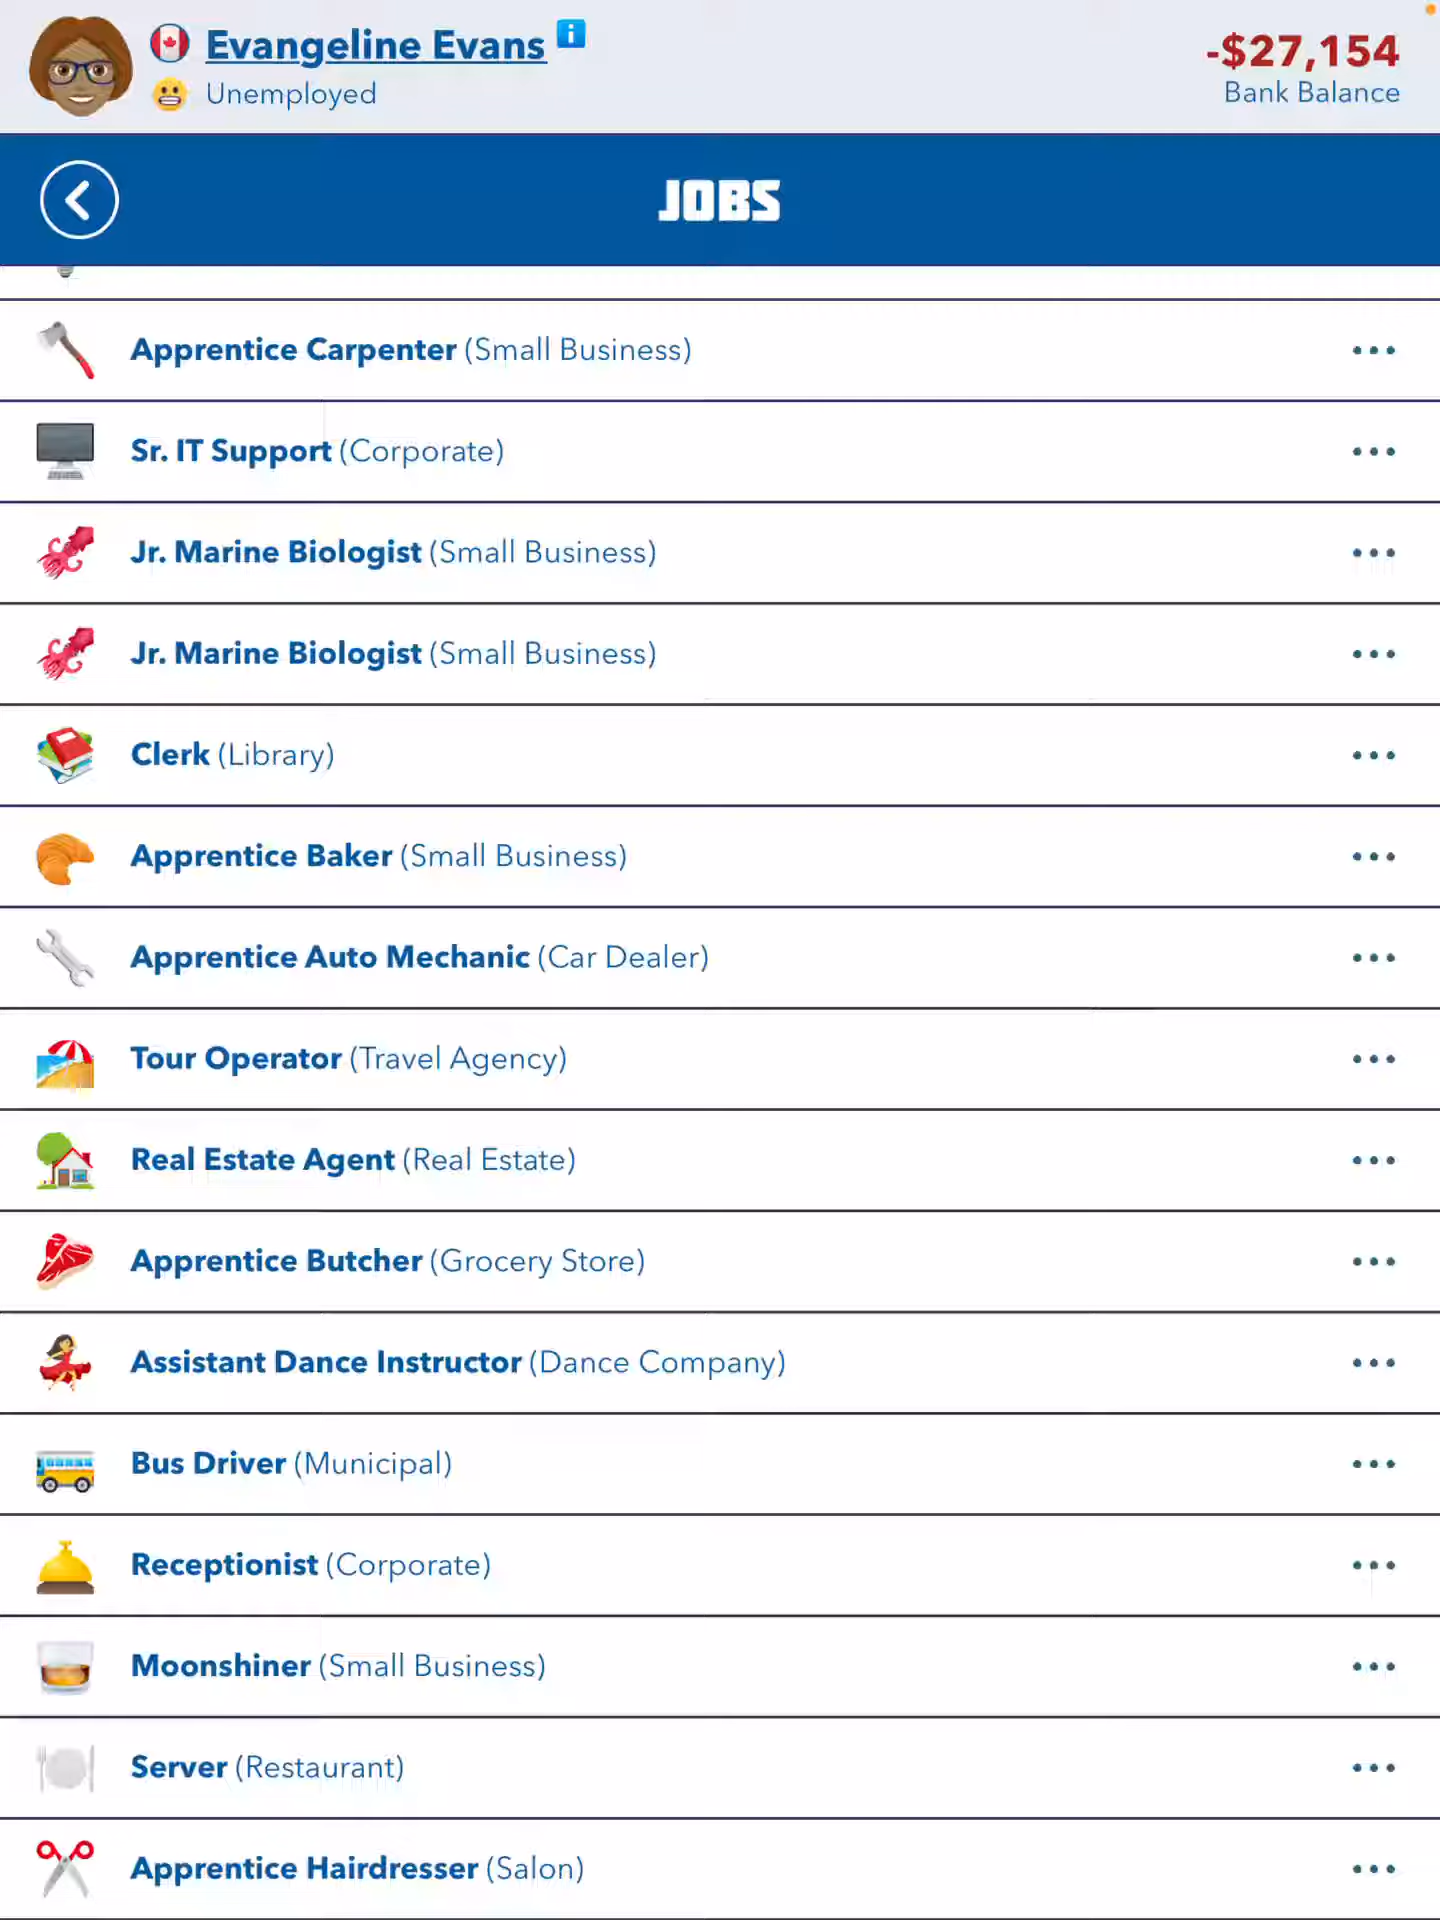 Evangeline Evans
Unemployed
-$27,154
Bank Balance
JOBS
Apprentice Carpenter (Small Business)
Sr. IT Support (Corporate)
Jr. Marine Biologist (Small Business)
Jr. Marine Biologist (Small Business)
Clerk (Library)
Apprentice Baker (Small Business)
Apprentice Auto Mechanic (Car Dealer)
Tour Operator (Travel Agency)
Real Estate Agent (Real Estate)
Apprentice Butcher (Grocery Store)
Assistant Dance Instructor (Dance Company)
Bus Driver (Municipal)
Receptionist (Corporate)
Moonshiner (Small Business)
Server (Restaurant)
Apprentice Hairdresser (Salon)